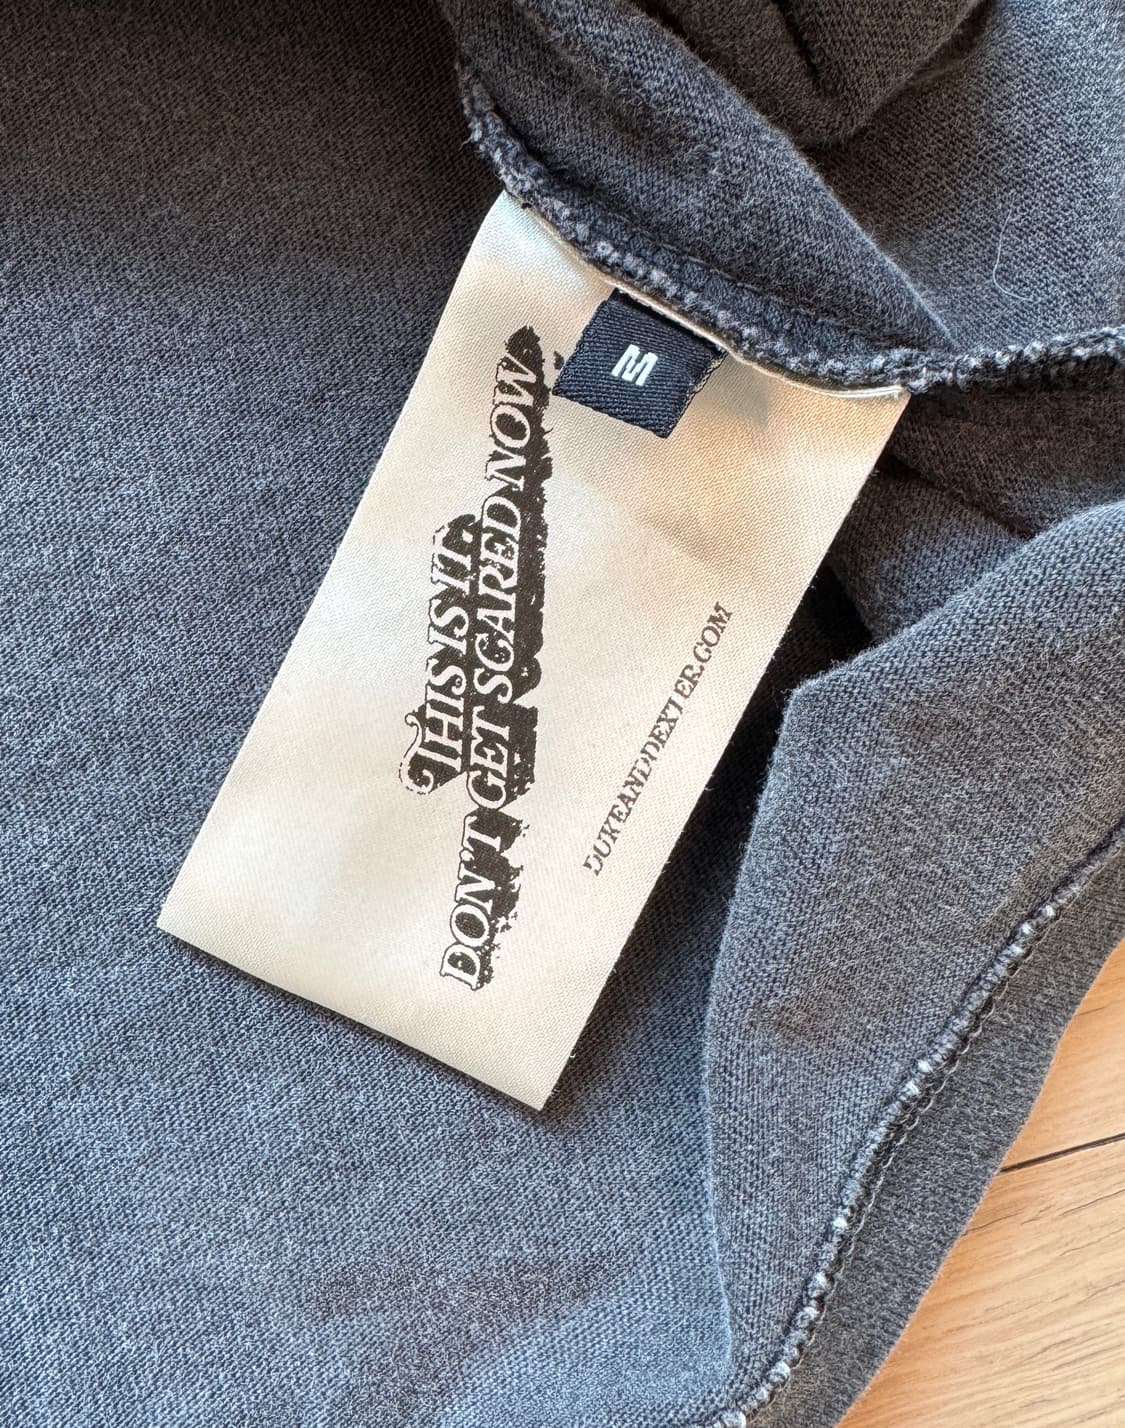 M
THIS IS IT.
DON'T GET SCARED NOW
DUKEANDDEXTER.COM